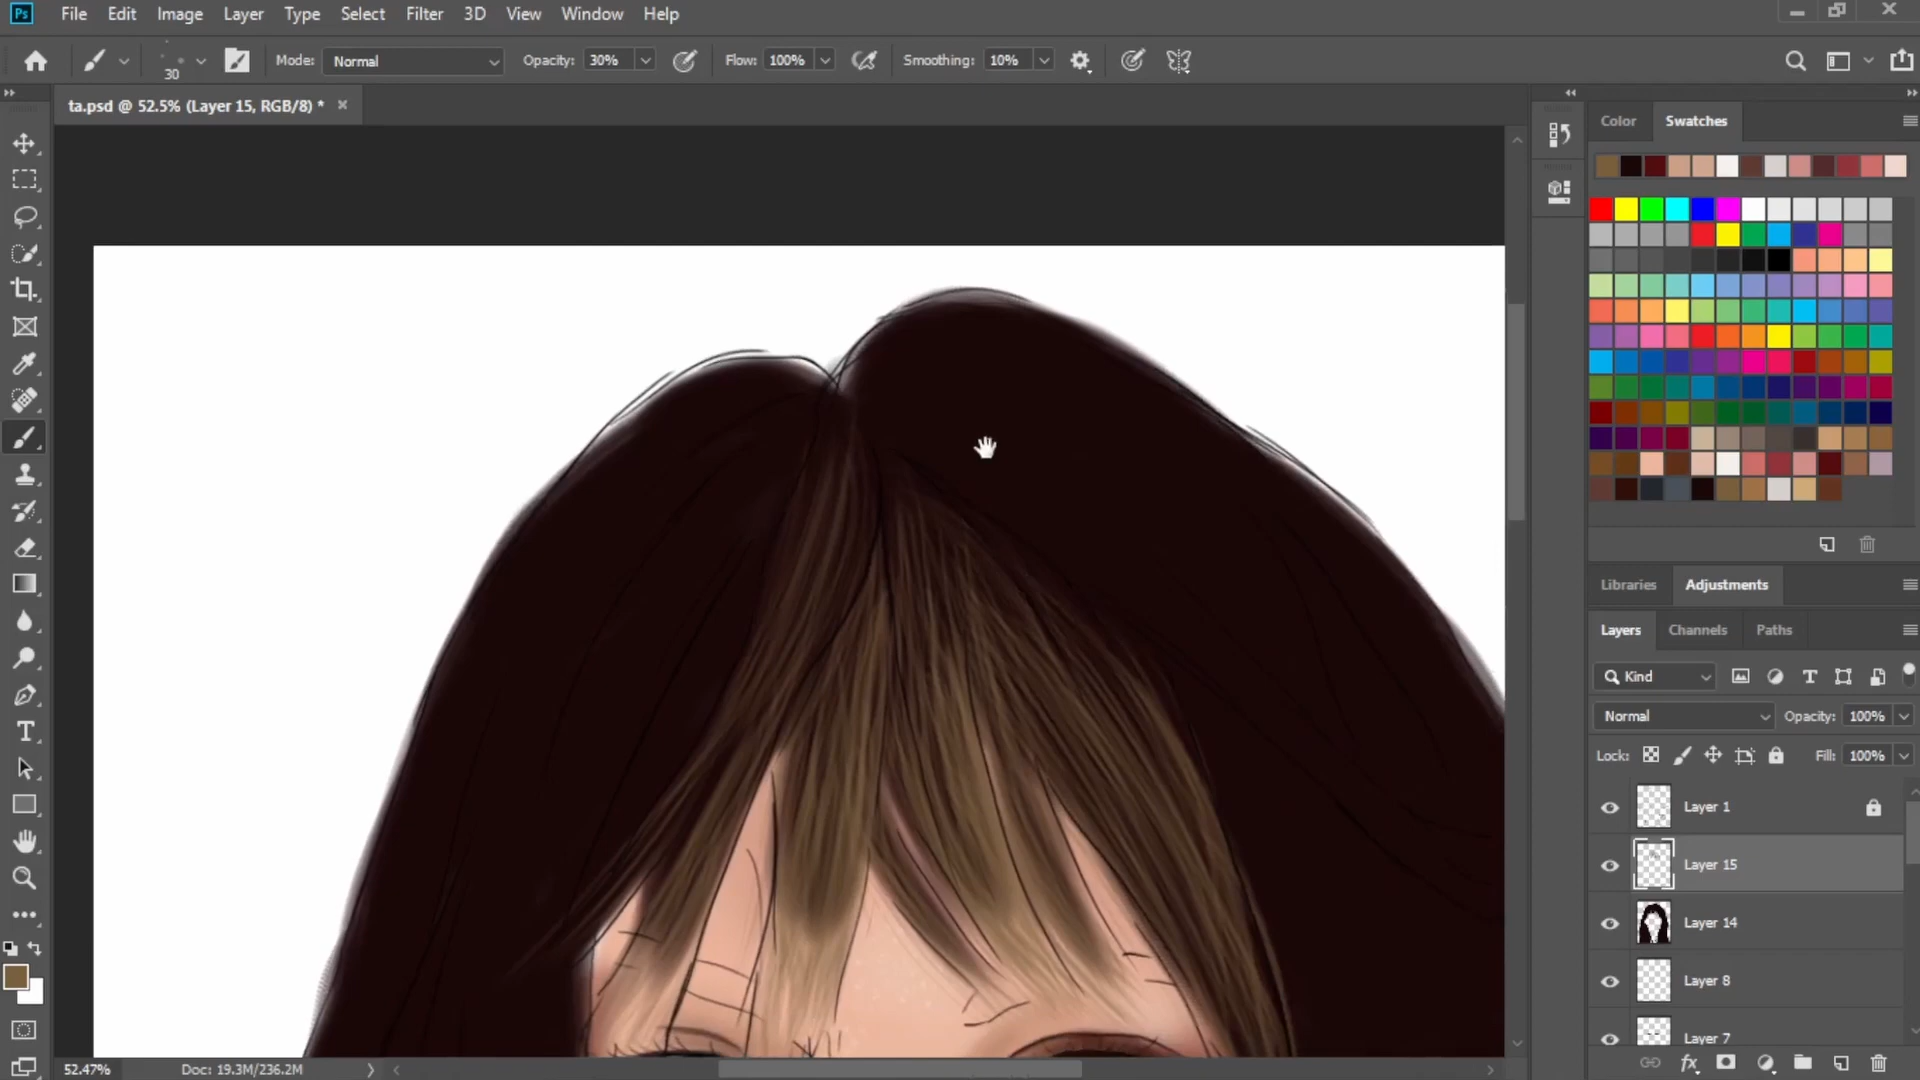 Ps File Edit Image Layer Type Select Filter 3D View Window Help
30 Mode: Normal Opacity: 30% Flow: 100% Smoothing: 10%
ta.psd @ 52.5% (Layer 15, RGB/8) *
Color Swatches
Libraries Adjustments
Layers Channels Paths
Kind
Normal Opacity: 100%
Lock: Fill: 100%
Layer 1
Layer 15
Layer 14
Layer 8
Layer 7
fx
52.47% Doc: 19.3M/236.2M